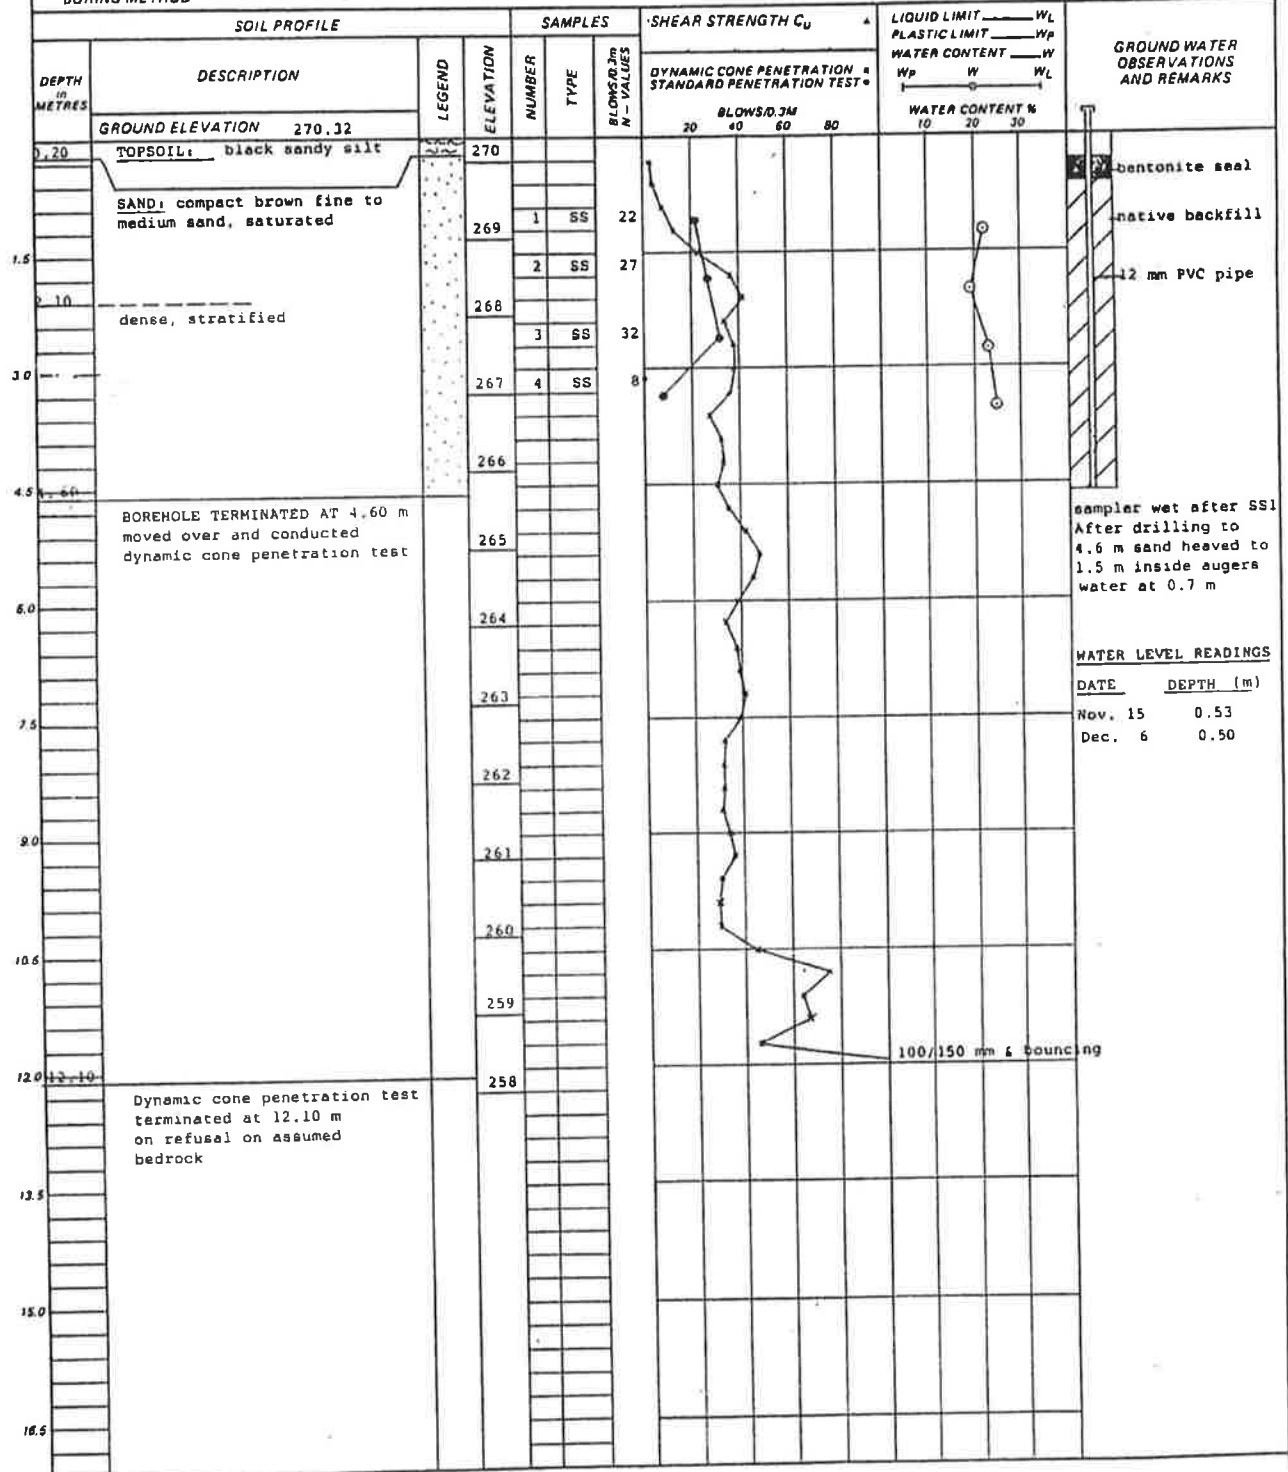 SOIL PROFILE
SAMPLES
SHEAR STRENGTH Cu
LIQUID LIMIT WL
PLASTIC LIMIT Wp
WATER CONTENT W
Wp W WL
WATER CONTENT %
10 20 30
GROUND WATER
OBSERVATIONS
AND REMARKS
DEPTH
in
METRES
DESCRIPTION
LEGEND
ELEVATION
NUMBER
TYPE
BLOWS/0.3m
N-VALUES
DYNAMIC CONE PENETRATION
STANDARD PENETRATION TEST
BLOWS/0.3M
20 40 60 80
GROUND ELEVATION 270.32
TOPSOIL: black sandy silt
270
bentonite seal
SAND: compact brown fine to
medium sand, saturated
1 SS 22
native backfill
269
1.5
2 SS 27
12 mm PVC pipe
268
dense, stratified
3 SS 32
3.0
267
4 SS 8
266
4.5
BOREHOLE TERMINATED AT 4.60 m
moved over and conducted
dynamic cone penetration test
265
sampler wet after SS1
After drilling to
4.6 m sand heaved to
1.5 m inside augers
water at 0.7 m
6.0
264
WATER LEVEL READINGS
DATE DEPTH (m)
Nov. 15 0.53
Dec. 6 0.50
263
7.5
262
9.0
261
260
10.5
259
100/150 mm & bouncing
12.0
12.10
258
Dynamic cone penetration test
terminated at 12.10 m
on refusal on assumed
bedrock
13.5
15.0
16.5